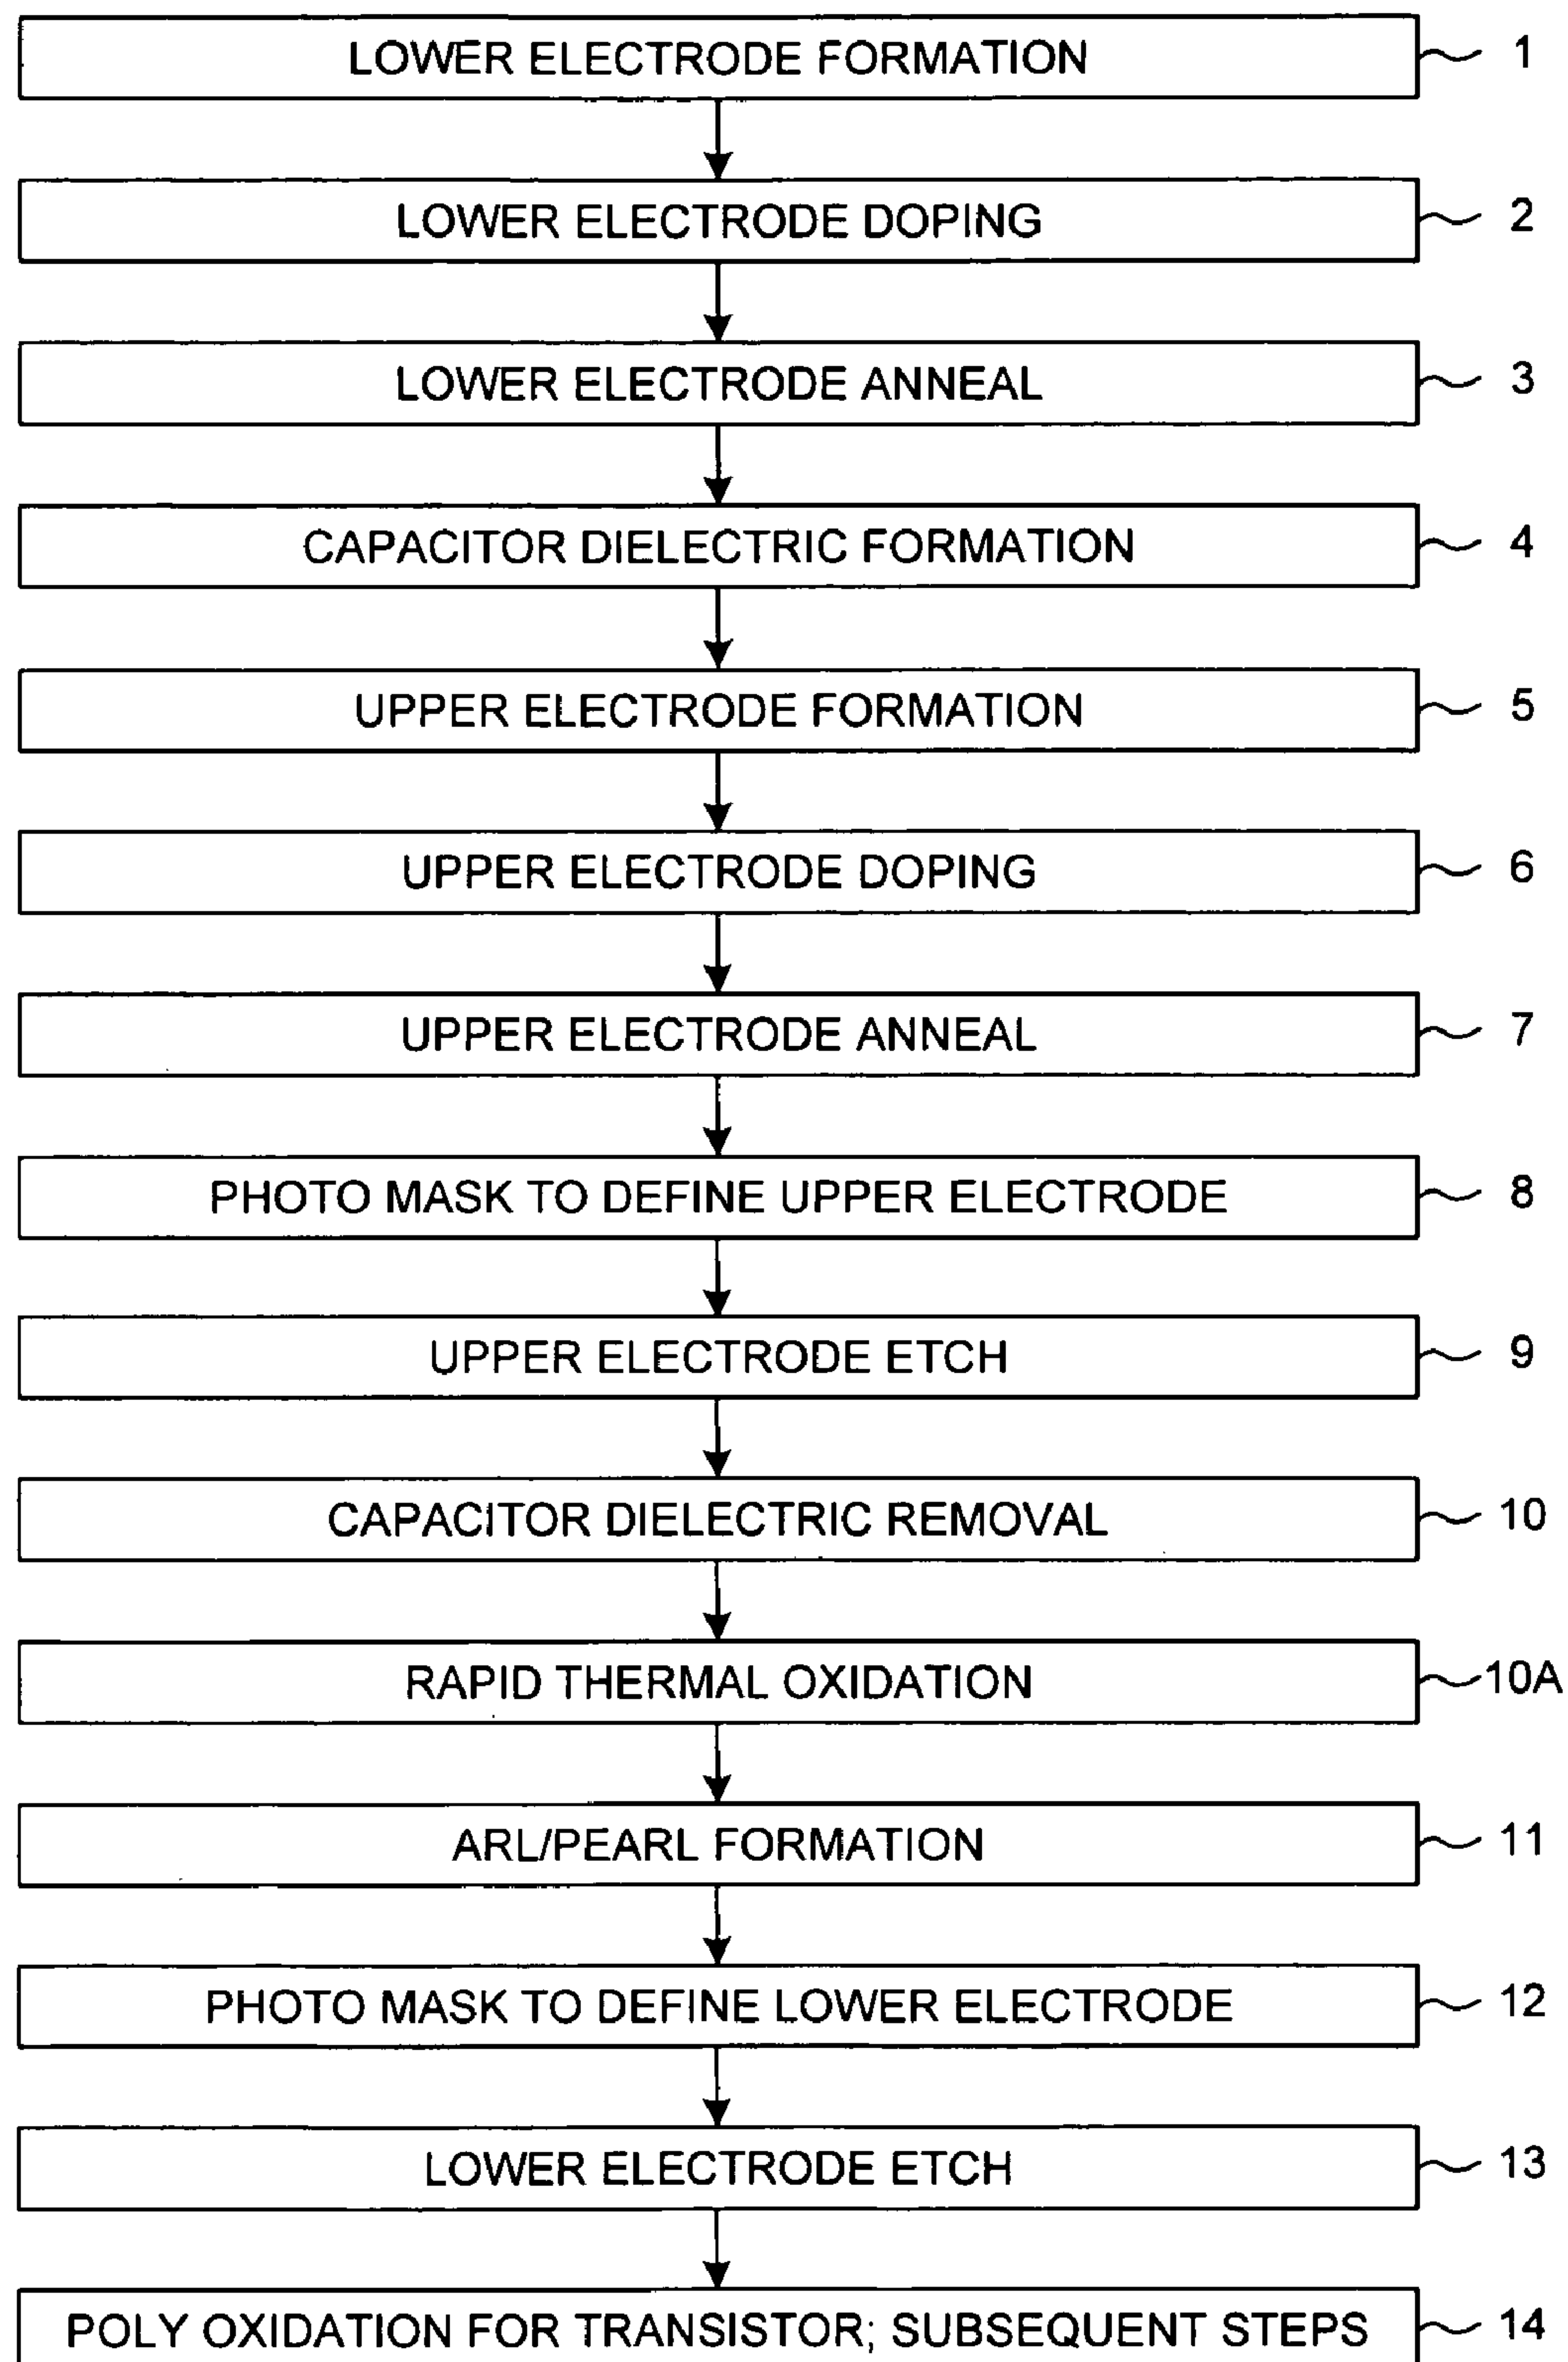 LOWER ELECTRODE FORMATION 1
LOWER ELECTRODE DOPING 2
LOWER ELECTRODE ANNEAL 3
CAPACITOR DIELECTRIC FORMATION 4
UPPER ELECTRODE FORMATION 5
UPPER ELECTRODE DOPING 6
UPPER ELECTRODE ANNEAL 7
PHOTO MASK TO DEFINE UPPER ELECTRODE 8
UPPER ELECTRODE ETCH 9
CAPACITOR DIELECTRIC REMOVAL 10
RAPID THERMAL OXIDATION 10A
ARL/PEARL FORMATION 11
PHOTO MASK TO DEFINE LOWER ELECTRODE 12
LOWER ELECTRODE ETCH 13
POLY OXIDATION FOR TRANSISTOR; SUBSEQUENT STEPS 14